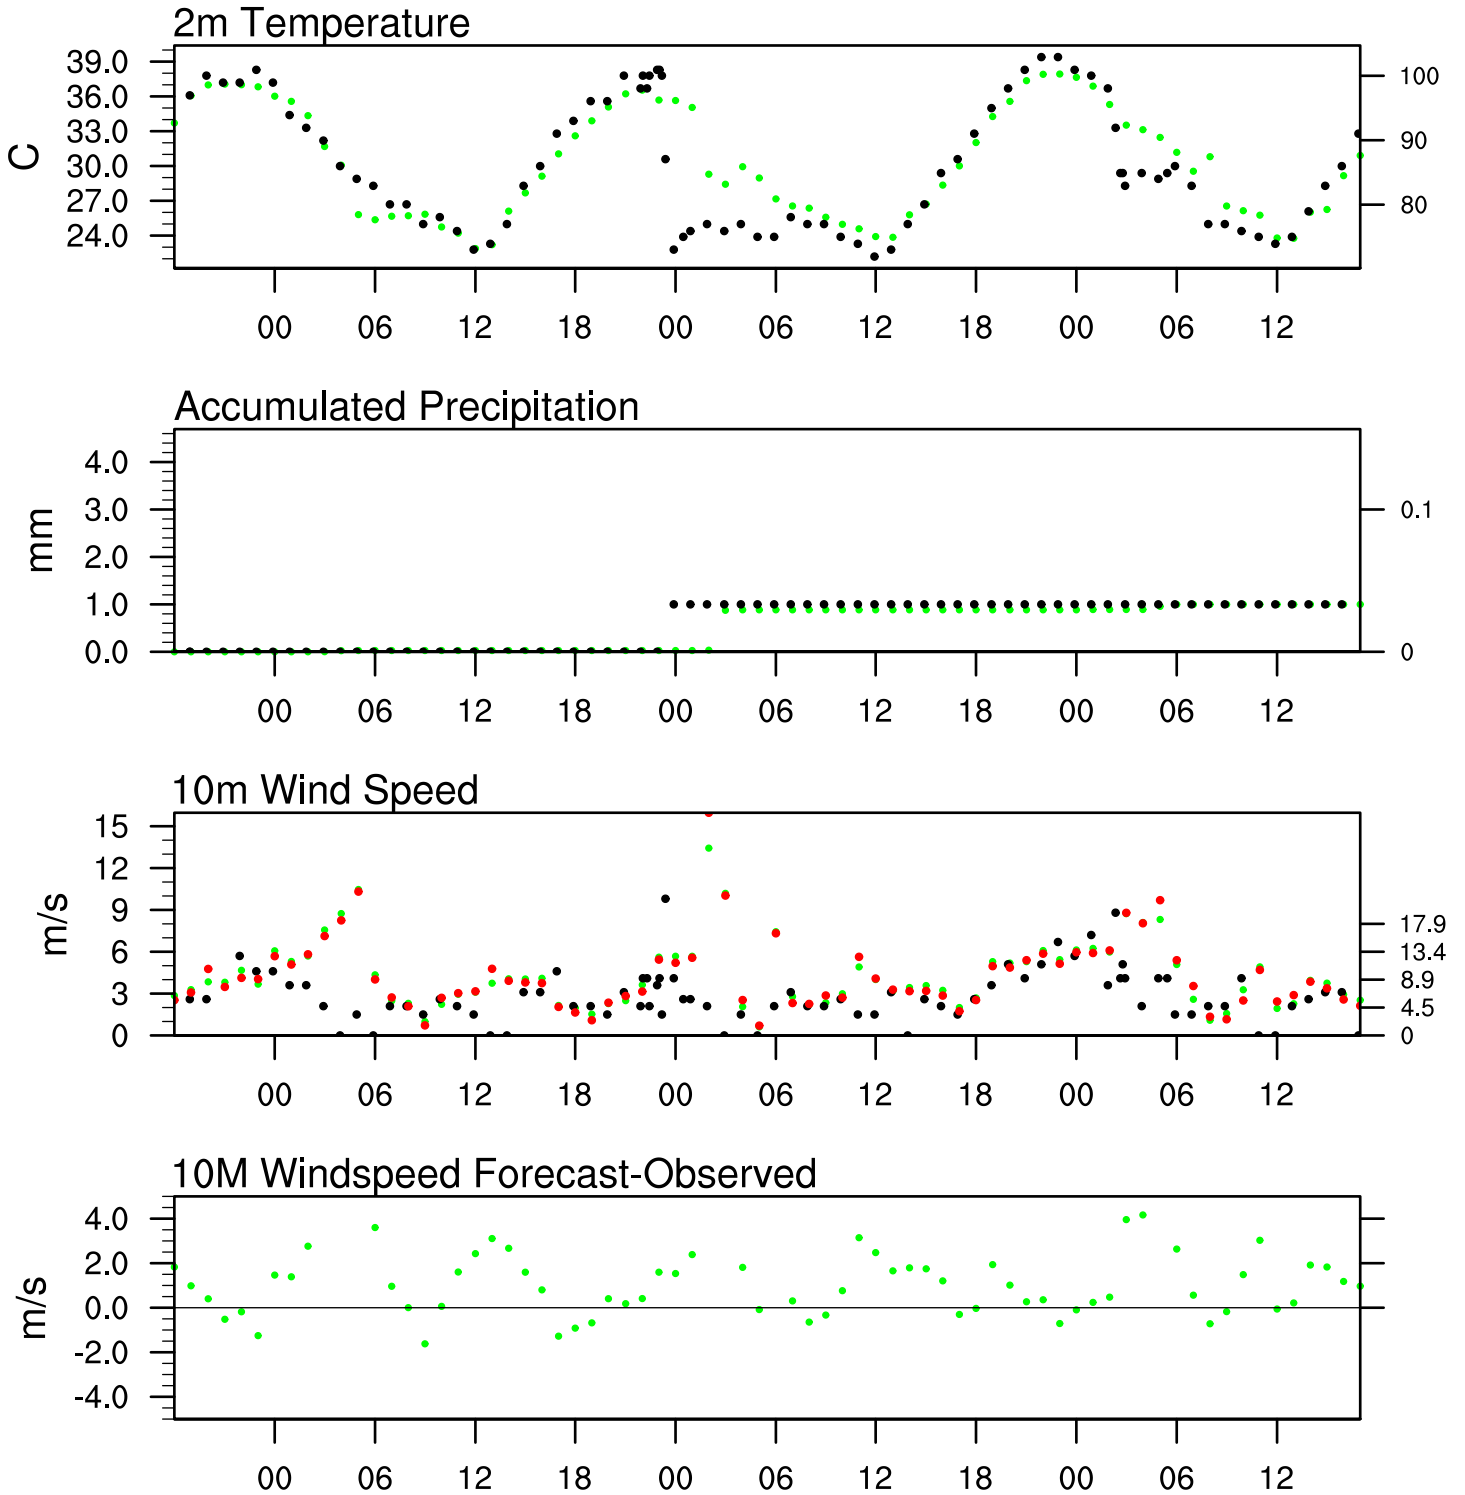 2m Temperature
39.0
36.0
33.0
30.0
27.0
24.0
C
100
90
80
00 06 12 18 00 06 12 18 00 06 12
Accumulated Precipitation
4.0
3.0
2.0
1.0
0.0
mm
0.1
0
00 06 12 18 00 06 12 18 00 06 12
10m Wind Speed
15
12
9
6
3
0
m/s
17.9
13.4
8.9
4.5
0
00 06 12 18 00 06 12 18 00 06 12
10M Windspeed Forecast-Observed
4.0
2.0
0.0
-2.0
-4.0
m/s
00 06 12 18 00 06 12 18 00 06 12